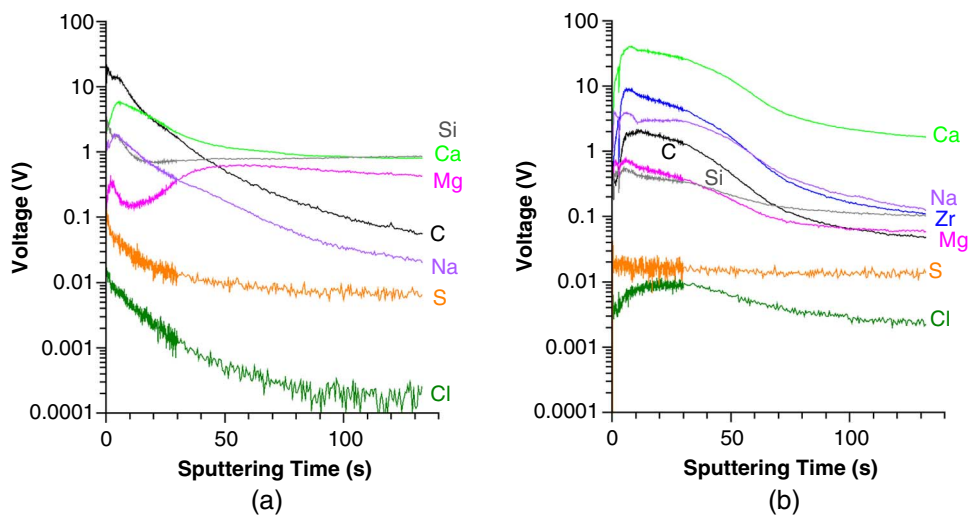 100
10
1
0.1
0.01
0.001
0.0001
Voltage (V)
0
50
100
Sputtering Time (s)
Si
Ca
Mg
C
Na
S
Cl
(a)
100
10
1
0.1
0.01
0.001
0.0001
Voltage (V)
0
50
100
Sputtering Time (s)
Ca
C
Si
Na
Zr
Mg
S
Cl
(b)